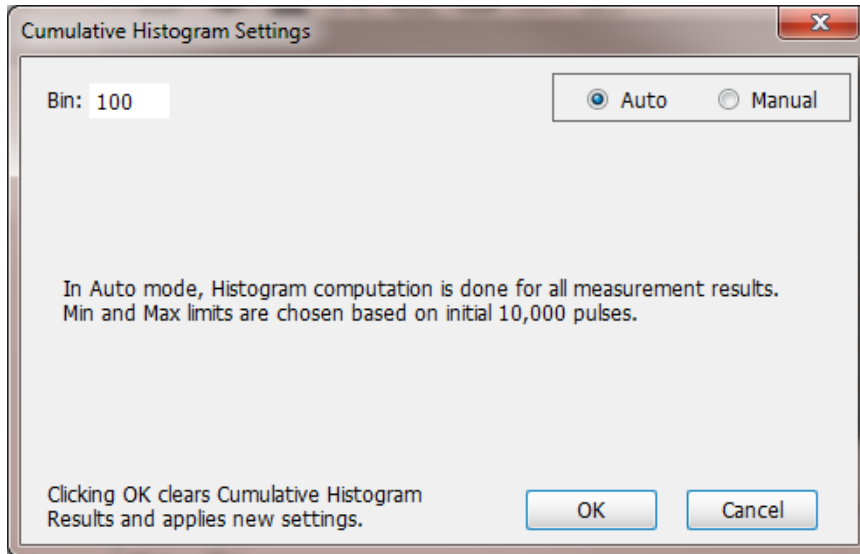 Cumulative Histogram Settings
Bin: 100
Auto
Manual
In Auto mode, Histogram computation is done for all measurement results.
Min and Max limits are chosen based on initial 10,000 pulses.
Clicking OK clears Cumulative Histogram
Results and applies new settings.
OK
Cancel